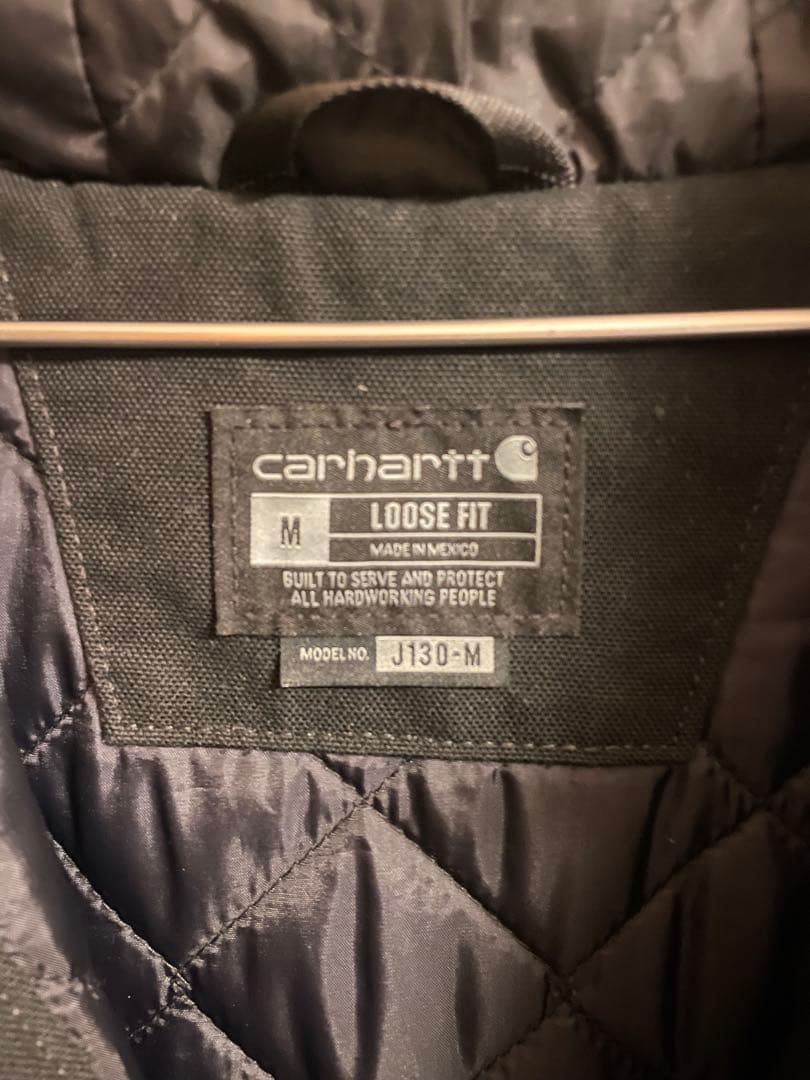 carhartt
M
LOOSE FIT
MADE IN MEXICO
BUILT TO SERVE AND PROTECT
ALL HARDWORKING PEOPLE
MODEL NO. J130-M